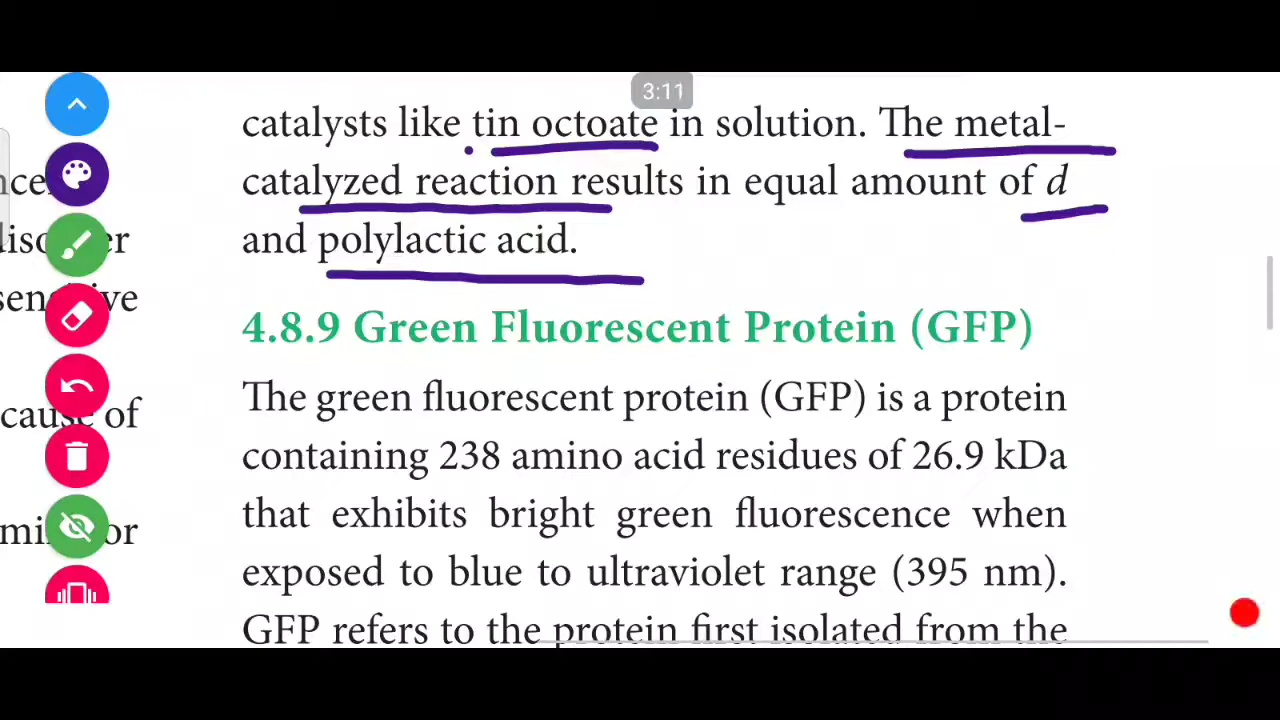 3:11
catalysts like tin octoate in solution. The metal-
catalyzed reaction results in equal amount of d
and polylactic acid.
4.8.9 Green Fluorescent Protein (GFP)
The green fluorescent protein (GFP) is a protein
containing 238 amino acid residues of 26.9 kDa
that exhibits bright green fluorescence when
exposed to blue to ultraviolet range (395 nm).
GFP refers to the protein first isolated from the
cause of